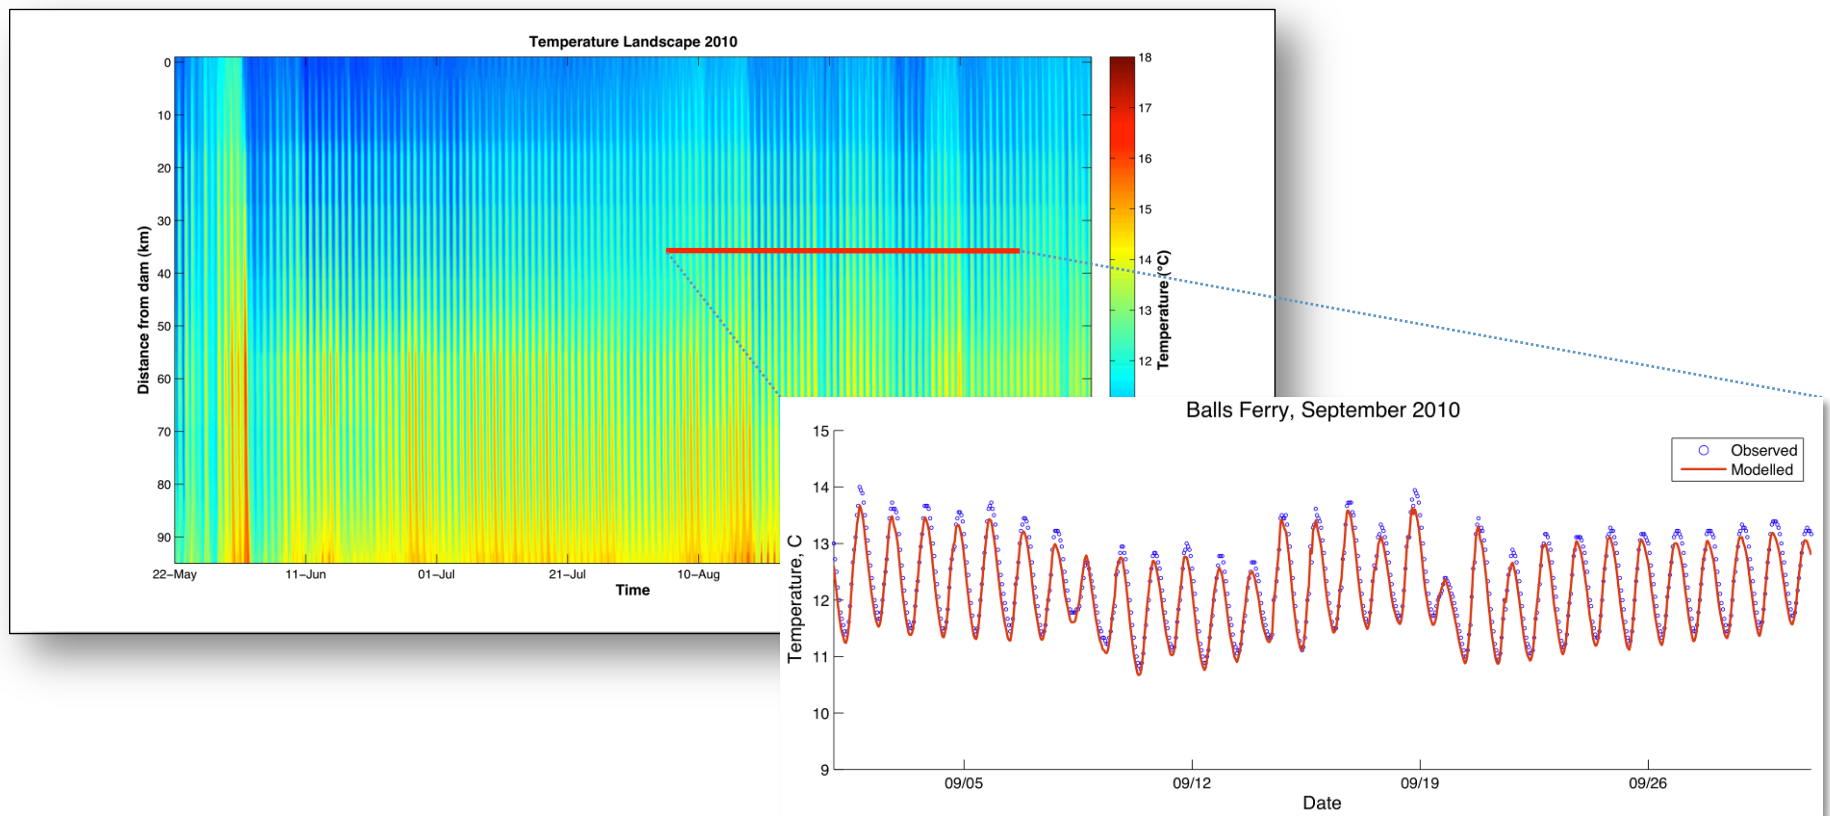 Temperature Landscape 2010
Distance from dam (km)
0
10
20
30
40
50
60
70
80
90
22–May
11–Jun
01–Jul
21–Jul
10–Aug
Time
18
17
16
15
14
13
12
Temperature (°C)
Balls Ferry, September 2010
Observed
Modelled
Temperature, C
15
14
13
12
11
10
9
09/05
09/12
09/19
09/26
Date